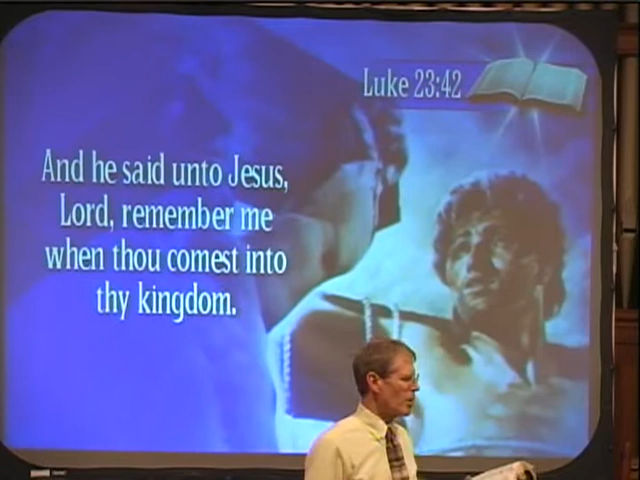 Luke 23:42
And he said unto Jesus,
Lord, remember me
when thou comest into
thy kingdom.